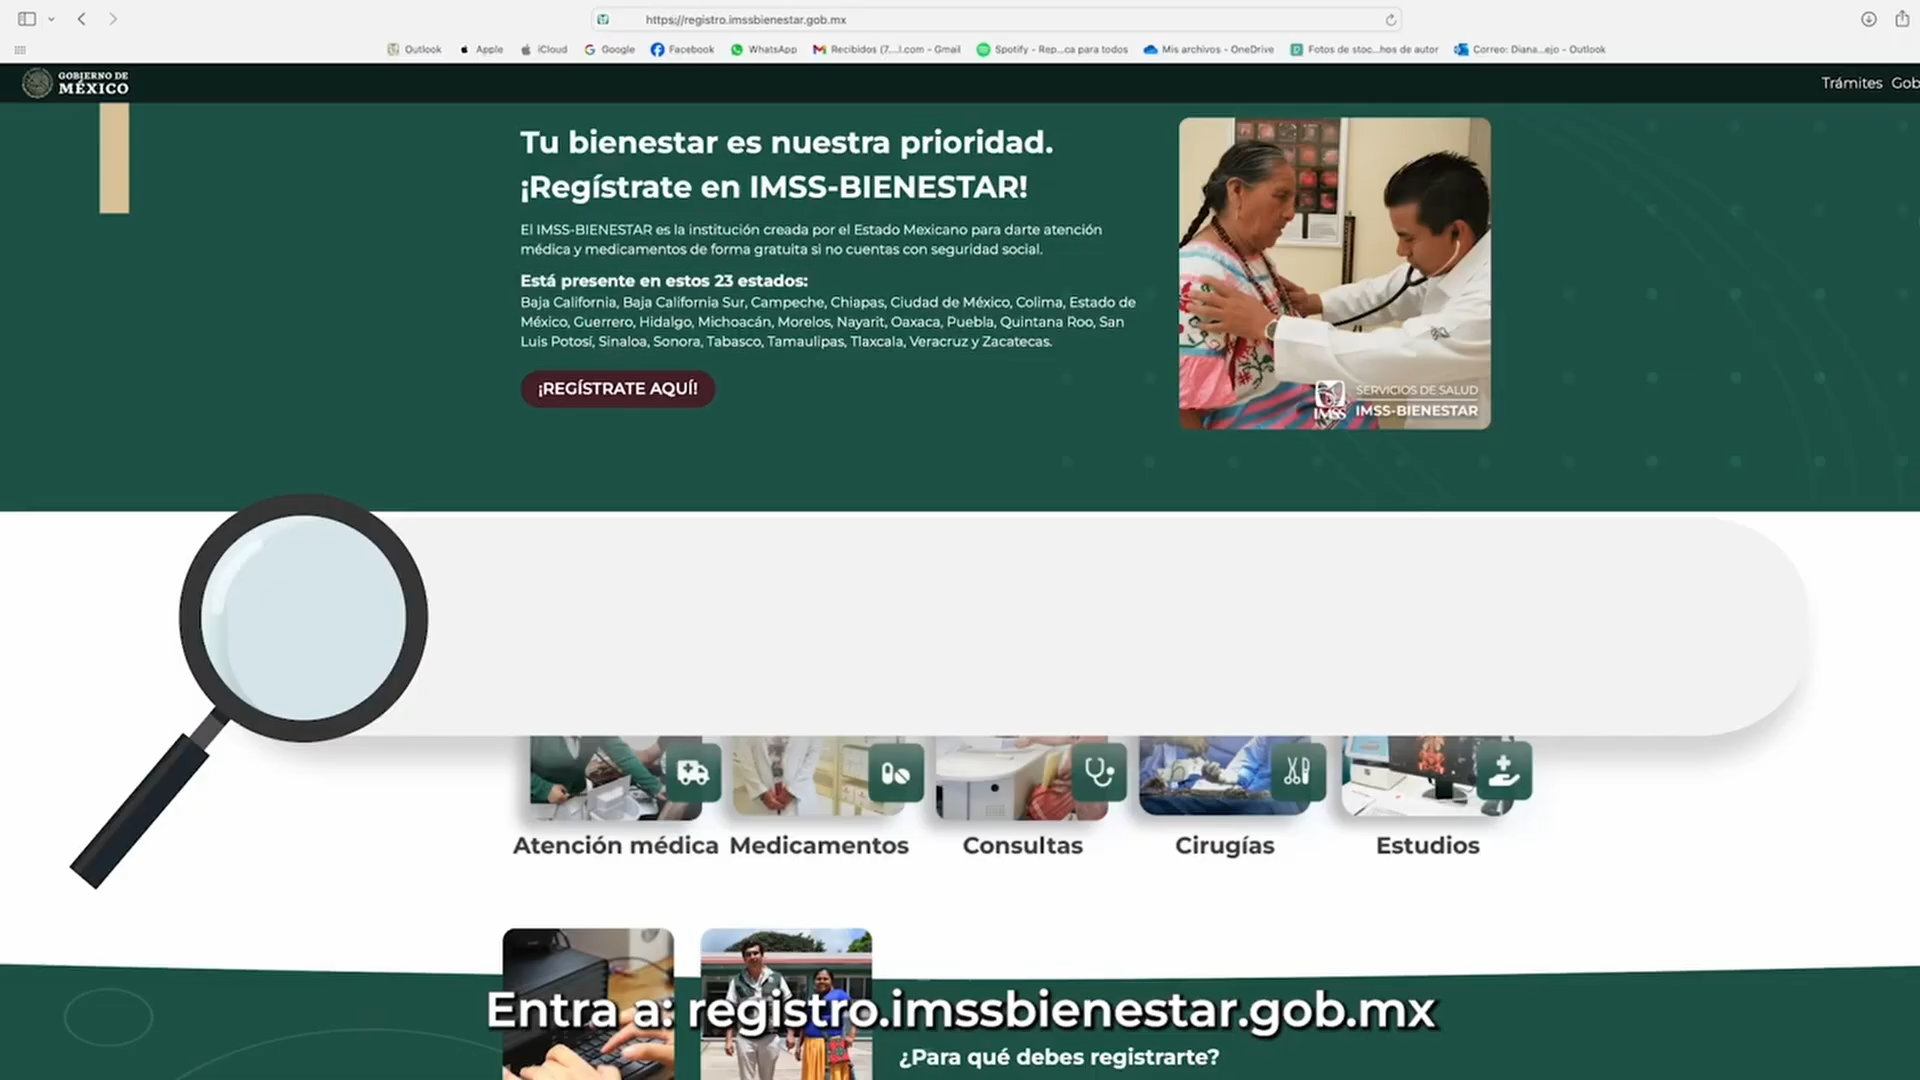 https://registro.imssbienestar.gob.mx
Outlook Apple iCloud Google Facebook WhatsApp Recibidos (7....l.com – Gmail Spotify – Rep...ca para todos Mis archivos – OneDrive Fotos de stoc...hos de autor Correo: Diana...ejo – Outlook
GOBIERNO DE
MÉXICO
Trámites Gob
Tu bienestar es nuestra prioridad.
¡Regístrate en IMSS-BIENESTAR!
El IMSS-BIENESTAR es la institución creada por el Estado Mexicano para darte atención
médica y medicamentos de forma gratuita si no cuentas con seguridad social.
Está presente en estos 23 estados:
Baja California, Baja California Sur, Campeche, Chiapas, Ciudad de México, Colima, Estado de
México, Guerrero, Hidalgo, Michoacán, Morelos, Nayarit, Oaxaca, Puebla, Quintana Roo, San
Luis Potosí, Sinaloa, Sonora, Tabasco, Tamaulipas, Tlaxcala, Veracruz y Zacatecas.
¡REGÍSTRATE AQUÍ!
IMSS
SERVICIOS DE SALUD
IMSS-BIENESTAR
Atención médica Medicamentos Consultas Cirugías Estudios
Entra a: registro.imssbienestar.gob.mx
¿Para qué debes registrarte?